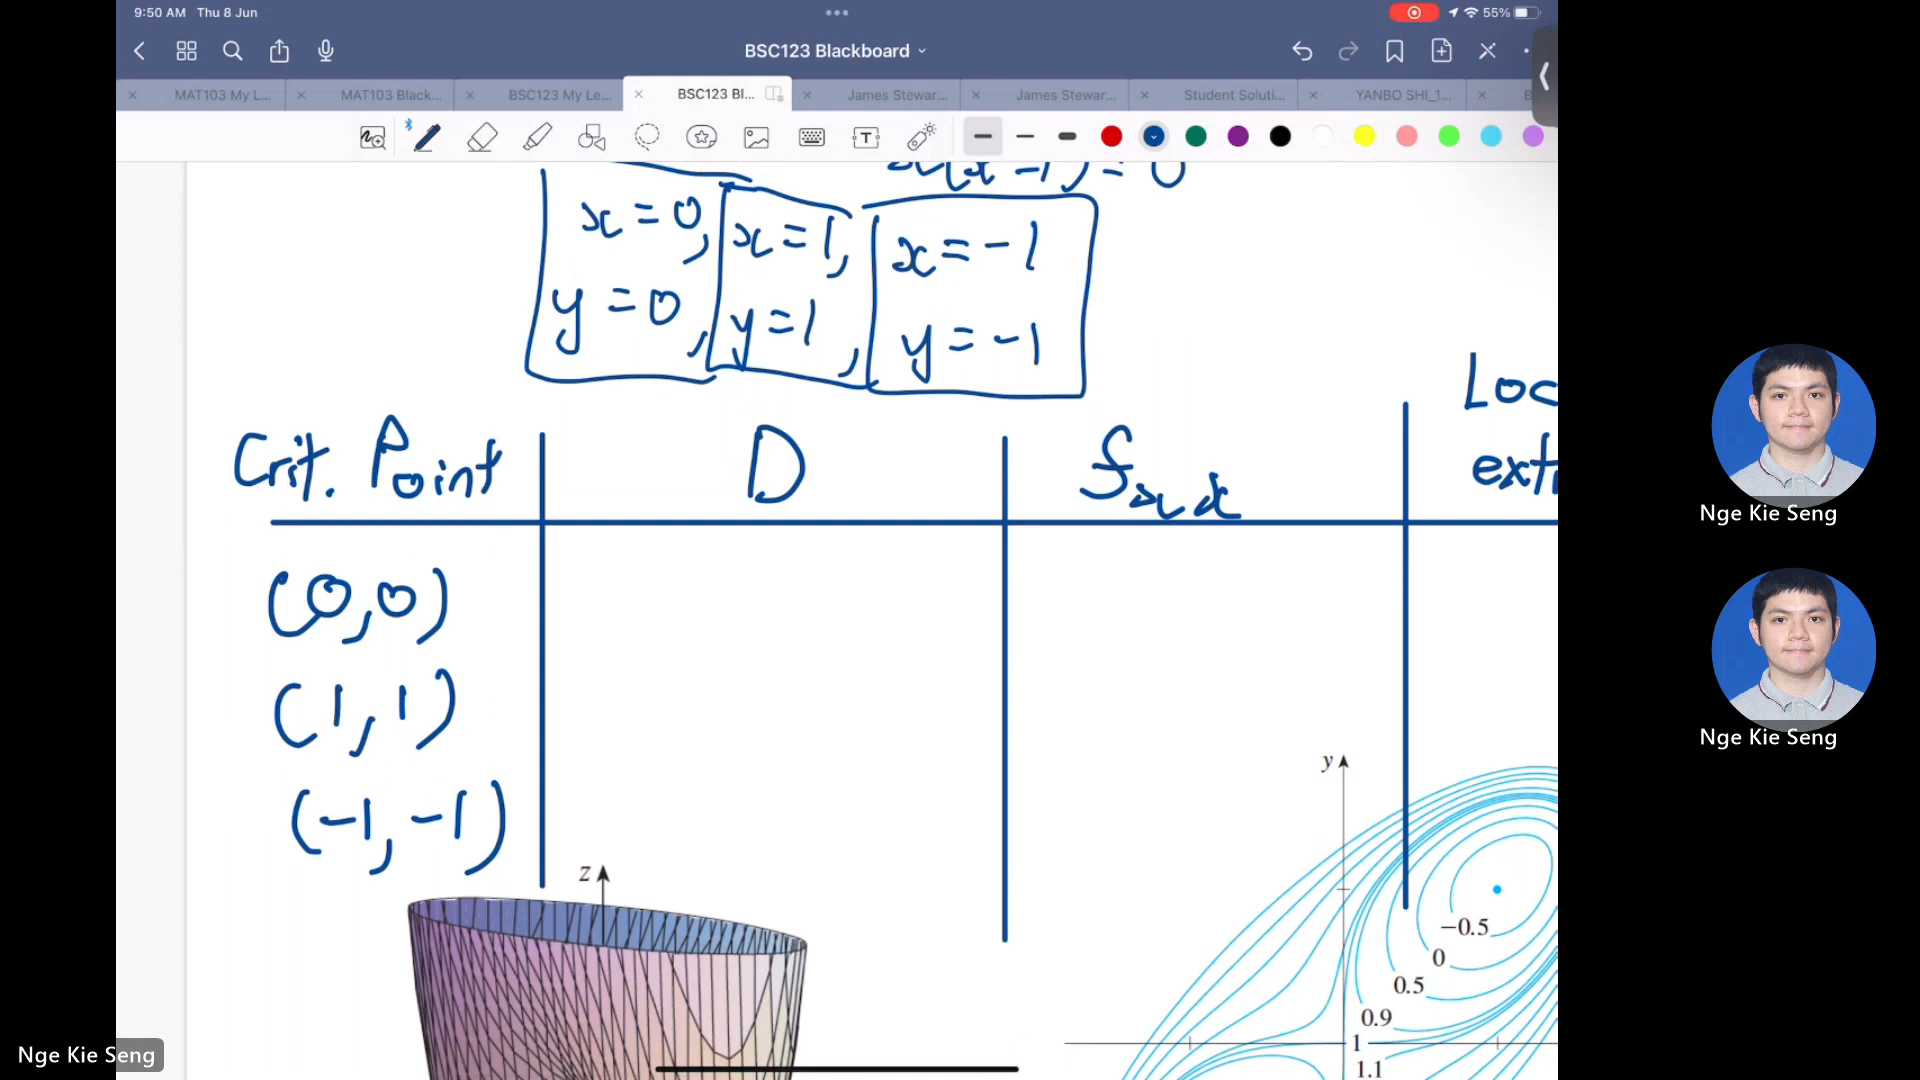 9:50 AM Thu 8 Jun
55%
BSC123 Blackboard
MAT103 My L...
MAT103 Black...
BSC123 My Le...
BSC123 Bl...
James Stewar...
James Stewar...
Student Soluti...
YANBO SHI_1...
T
x = 0, x = 1, x = -1
y = 0, y = 1, y = -1
Crit. Point D fxx
(0,0)
(1,1)
(-1,-1)
z
y
-0.5
0
0.5
0.9
1
1.1
Nge Kie Seng
Nge Kie Seng
Nge Kie Seng